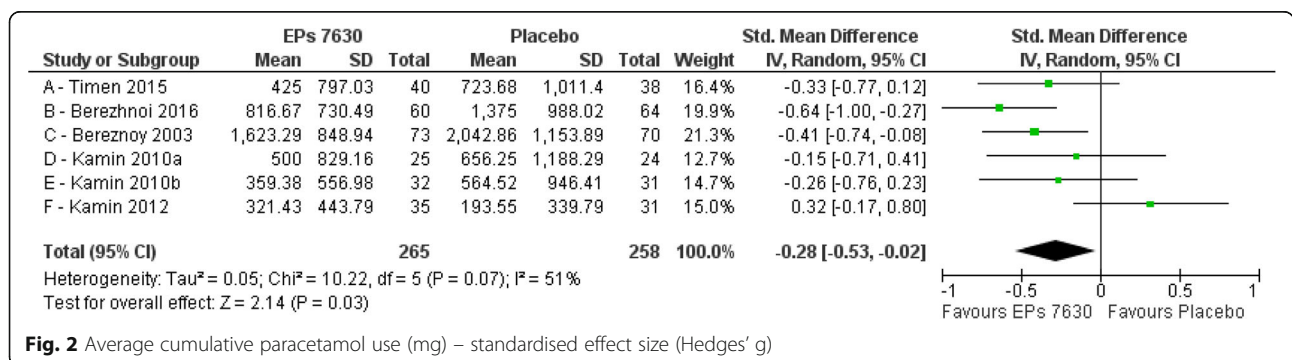 EPs 7630 Placebo Std. Mean Difference Std. Mean Difference
Study or Subgroup Mean SD Total Mean SD Total Weight IV, Random, 95% CI IV, Random, 95% CI
A - Timen 2015 425 797.03 40 723.68 1,011.4 38 16.4% -0.33 [-0.77, 0.12]
B - Berezhnoi 2016 816.67 730.49 60 1,375 988.02 64 19.9% -0.64 [-1.00, -0.27]
C - Bereznoy 2003 1,623.29 848.94 73 2,042.86 1,153.89 70 21.3% -0.41 [-0.74, -0.08]
D - Kamin 2010a 500 829.16 25 656.25 1,188.29 24 12.7% -0.15 [-0.71, 0.41]
E - Kamin 2010b 359.38 556.98 32 564.52 946.41 31 14.7% -0.26 [-0.76, 0.23]
F - Kamin 2012 321.43 443.79 35 193.55 339.79 31 15.0% 0.32 [-0.17, 0.80]
Total (95% CI) 265 258 100.0% -0.28 [-0.53, -0.02]
Heterogeneity: Tau² = 0.05; Chi² = 10.22, df = 5 (P = 0.07); I² = 51%
Test for overall effect: Z = 2.14 (P = 0.03)
-1 -0.5 0 0.5 1
Favours EPs 7630 Favours Placebo
Fig. 2 Average cumulative paracetamol use (mg) – standardised effect size (Hedges' g)